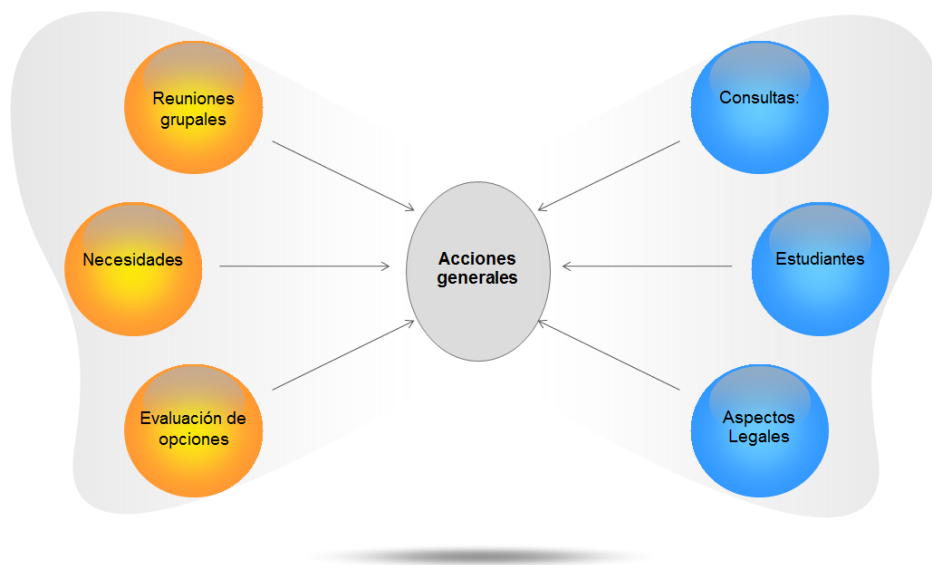 Reuniones
grupales
Necesidades
Evaluación de
opciones
Acciones
generales
Consultas:
Estudiantes
Aspectos
Legales